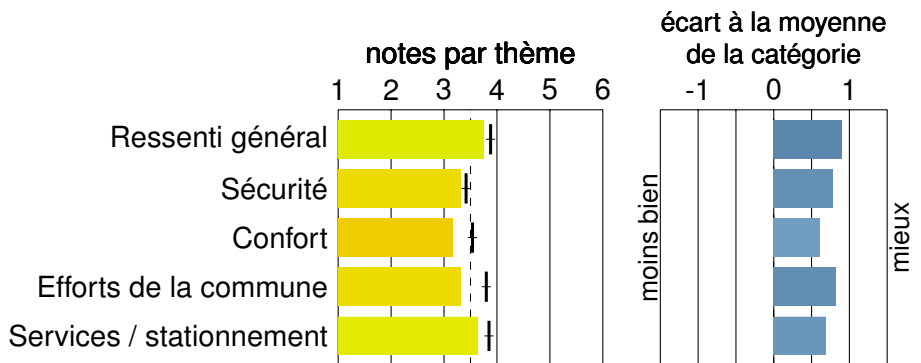 notes par thème
1 2 3 4 5 6
Ressenti général
Sécurité
Confort
Efforts de la commune
Services / stationnement
écart à la moyenne
de la catégorie
-1 0 1
moins bien
mieux